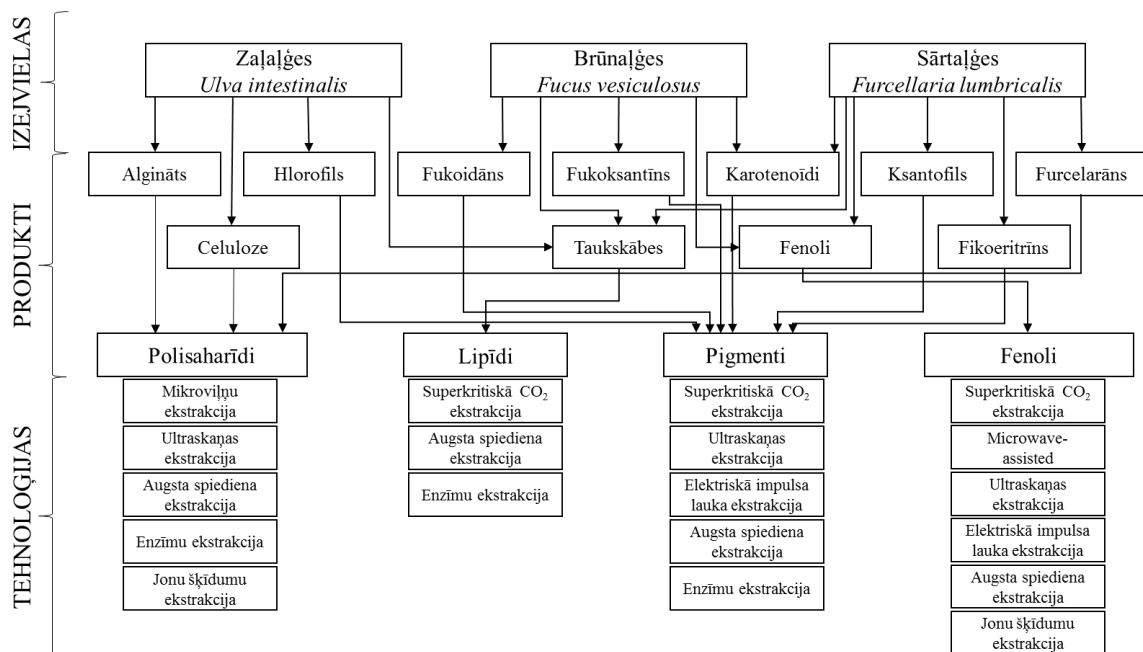 IZEJVIELAS
Zaļaļģes
Ulva intestinalis
Brūnaļģes
Fucus vesiculosus
Sārtaļģes
Furcellaria lumbricalis
PRODUKTI
Algināts
Hlorofils
Fukoidāns
Fukoksantīns
Karotenoīdi
Ksantofils
Furcelarāns
Celuloze
Taukskābes
Fenoli
Fikoeritrīns
Polisaharīdi
Lipīdi
Pigmenti
Fenoli
TEHNOLOĢIJAS
Mikroviļņu
ekstrakcija
Ultraskaņas
ekstrakcija
Augsta spiediena
ekstrakcija
Enzīmu ekstrakcija
Jonu šķīdumu
ekstrakcija
Superkritiskā CO₂
ekstrakcija
Augsta spiediena
ekstrakcija
Enzīmu ekstrakcija
Superkritiskā CO₂
ekstrakcija
Ultraskaņas
ekstrakcija
Elektriskā impulsa
lauka ekstrakcija
Augsta spiediena
ekstrakcija
Enzīmu ekstrakcija
Superkritiskā CO₂
ekstrakcija
Microwave-
assisted
Ultraskaņas
ekstrakcija
Elektriskā impulsa
lauka ekstrakcija
Augsta spiediena
ekstrakcija
Jonu šķīdumu
ekstrakcija